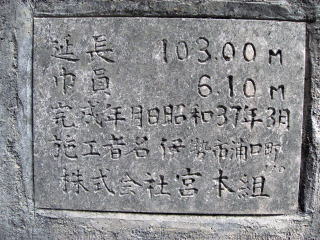 延長 103.00m
巾員 6.10m
完成年月日昭和37年3月
施工者名伊勢市浦口町
株式会社宮本組